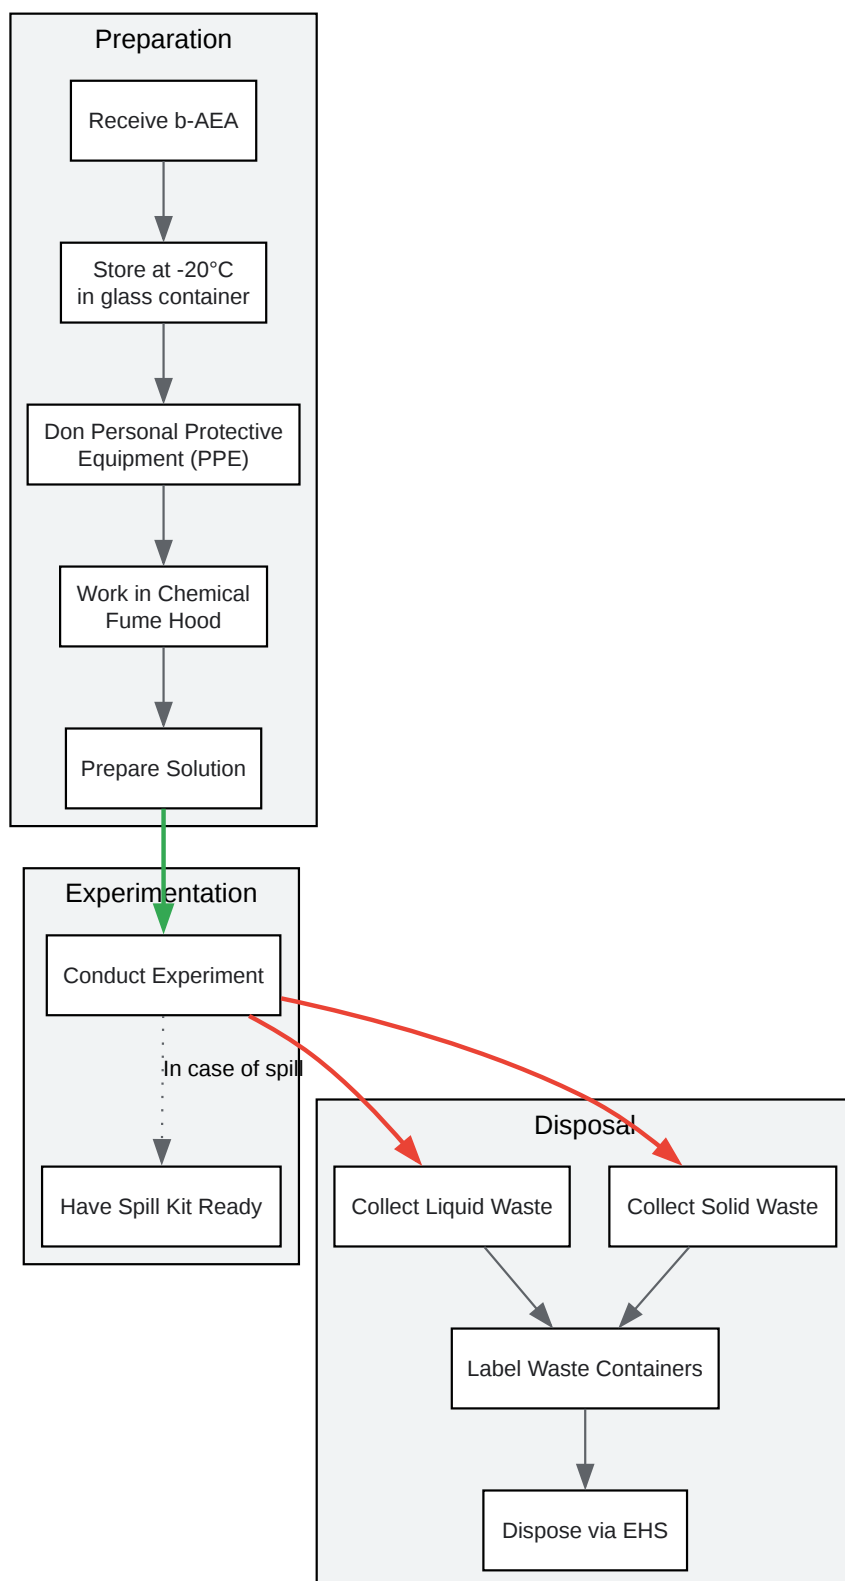 Preparation
Receive b-AEA
Store at -20°C
in glass container
Don Personal Protective
Equipment (PPE)
Work in Chemical
Fume Hood
Prepare Solution
Experimentation
Conduct Experiment
In case of spill
Have Spill Kit Ready
Disposal
Collect Liquid Waste
Collect Solid Waste
Label Waste Containers
Dispose via EHS